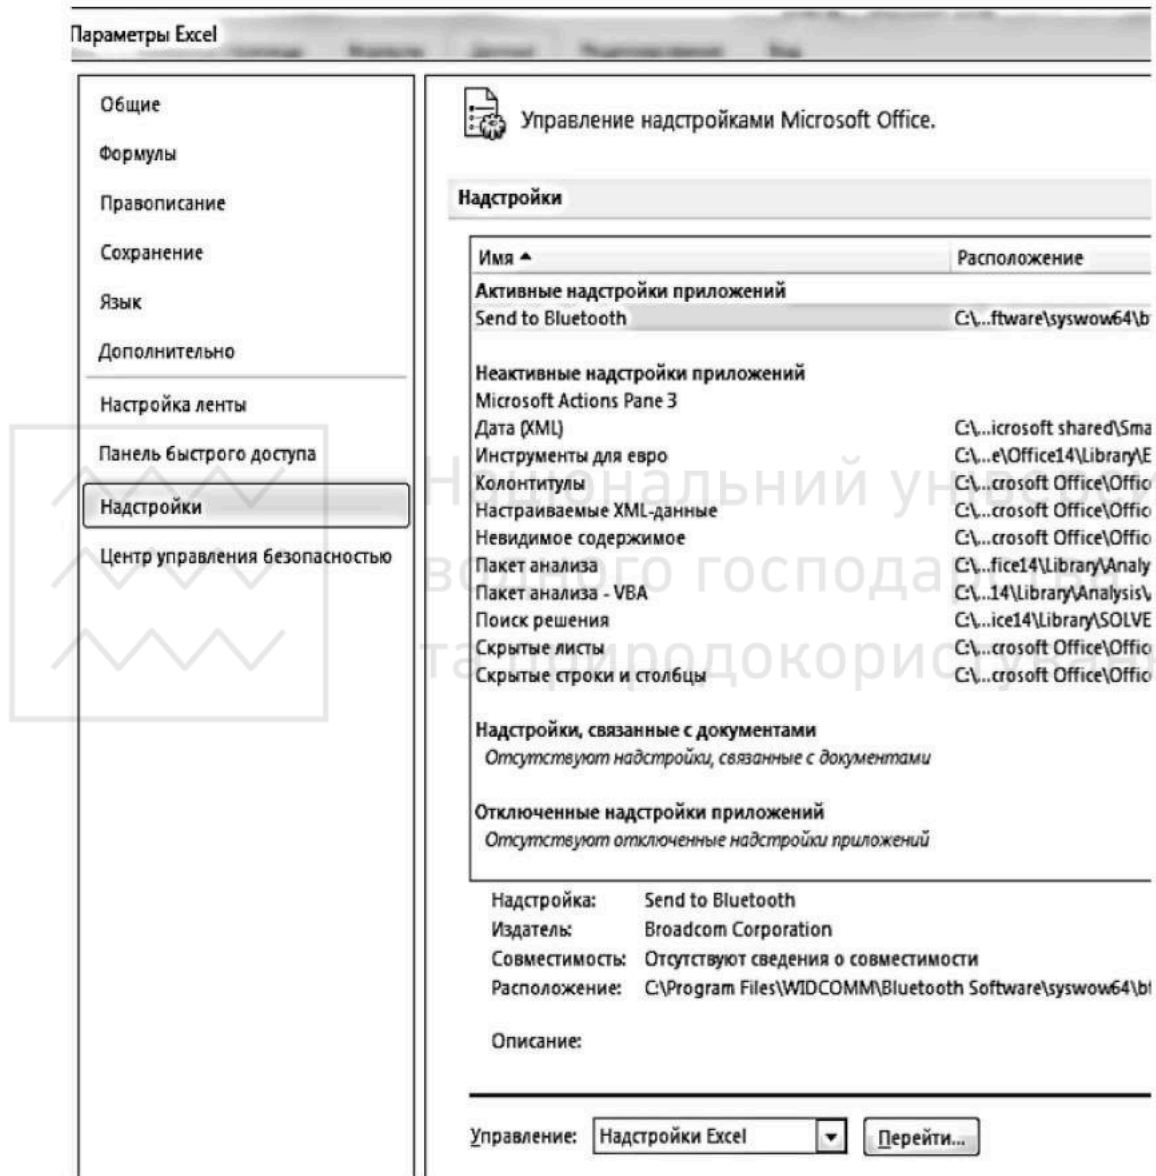 Параметры Excel
Общие
Формулы
Правописание
Сохранение
Язык
Дополнительно
Настройка ленты
Панель быстрого доступа
Надстройки
Центр управления безопасностью
Управление надстройками Microsoft Office.
Надстройки
Имя Расположение
Активные надстройки приложений
Send to Bluetooth C:\...ftware\syswow64\b
Неактивные надстройки приложений
Microsoft Actions Pane 3
Дата (XML) C:\...icrosoft shared\Sma
Инструменты для евро C:\...e\Office14\Library\E
Колонтитулы C:\...crosoft Office\Offic
Настраиваемые XML-данные C:\...crosoft Office\Offic
Невидимое содержимое C:\...crosoft Office\Offic
Пакет анализа C:\...fice14\Library\Analy
Пакет анализа - VBA C:\...14\Library\Analysis\
Поиск решения C:\...ice14\Library\SOLVE
Скрытые листы C:\...crosoft Office\Offic
Скрытые строки и столбцы C:\...crosoft Office\Offic
Надстройки, связанные с документами
Отсутствуют надстройки, связанные с документами
Отключенные надстройки приложений
Отсутствуют отключенные надстройки приложений
Надстройка: Send to Bluetooth
Издатель: Broadcom Corporation
Совместимость: Отсутствуют сведения о совместимости
Расположение: C:\Program Files\WIDCOMM\Bluetooth Software\syswow64\b
Описание:
Управление: Надстройки Excel Перейти...
Національний універси
водного господарства
та природокористуван